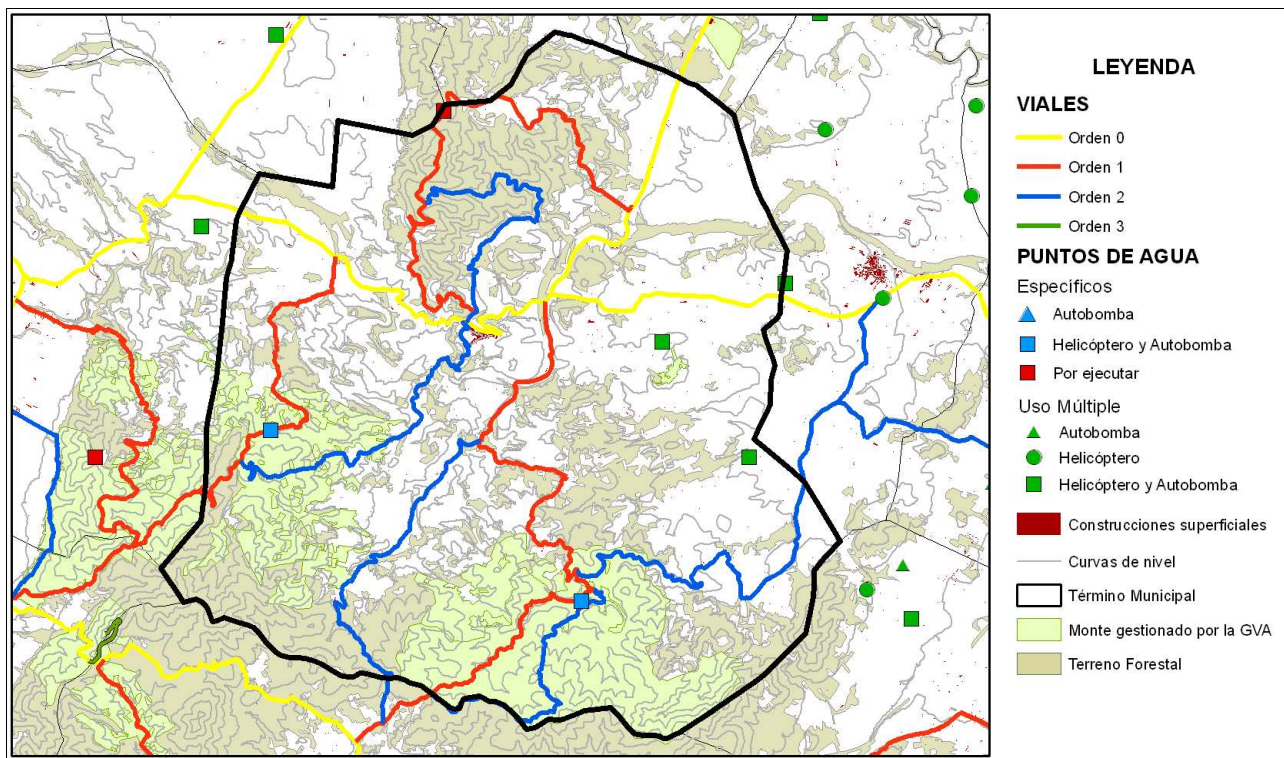 LEYENDA
VIALES
Orden 0
Orden 1
Orden 2
Orden 3
PUNTOS DE AGUA
Específicos
Autobomba
Helicóptero y Autobomba
Por ejecutar
Uso Múltiple
Autobomba
Helicóptero
Helicóptero y Autobomba
Construcciones superficiales
Curvas de nivel
Término Municipal
Monte gestionado por la GVA
Terreno Forestal